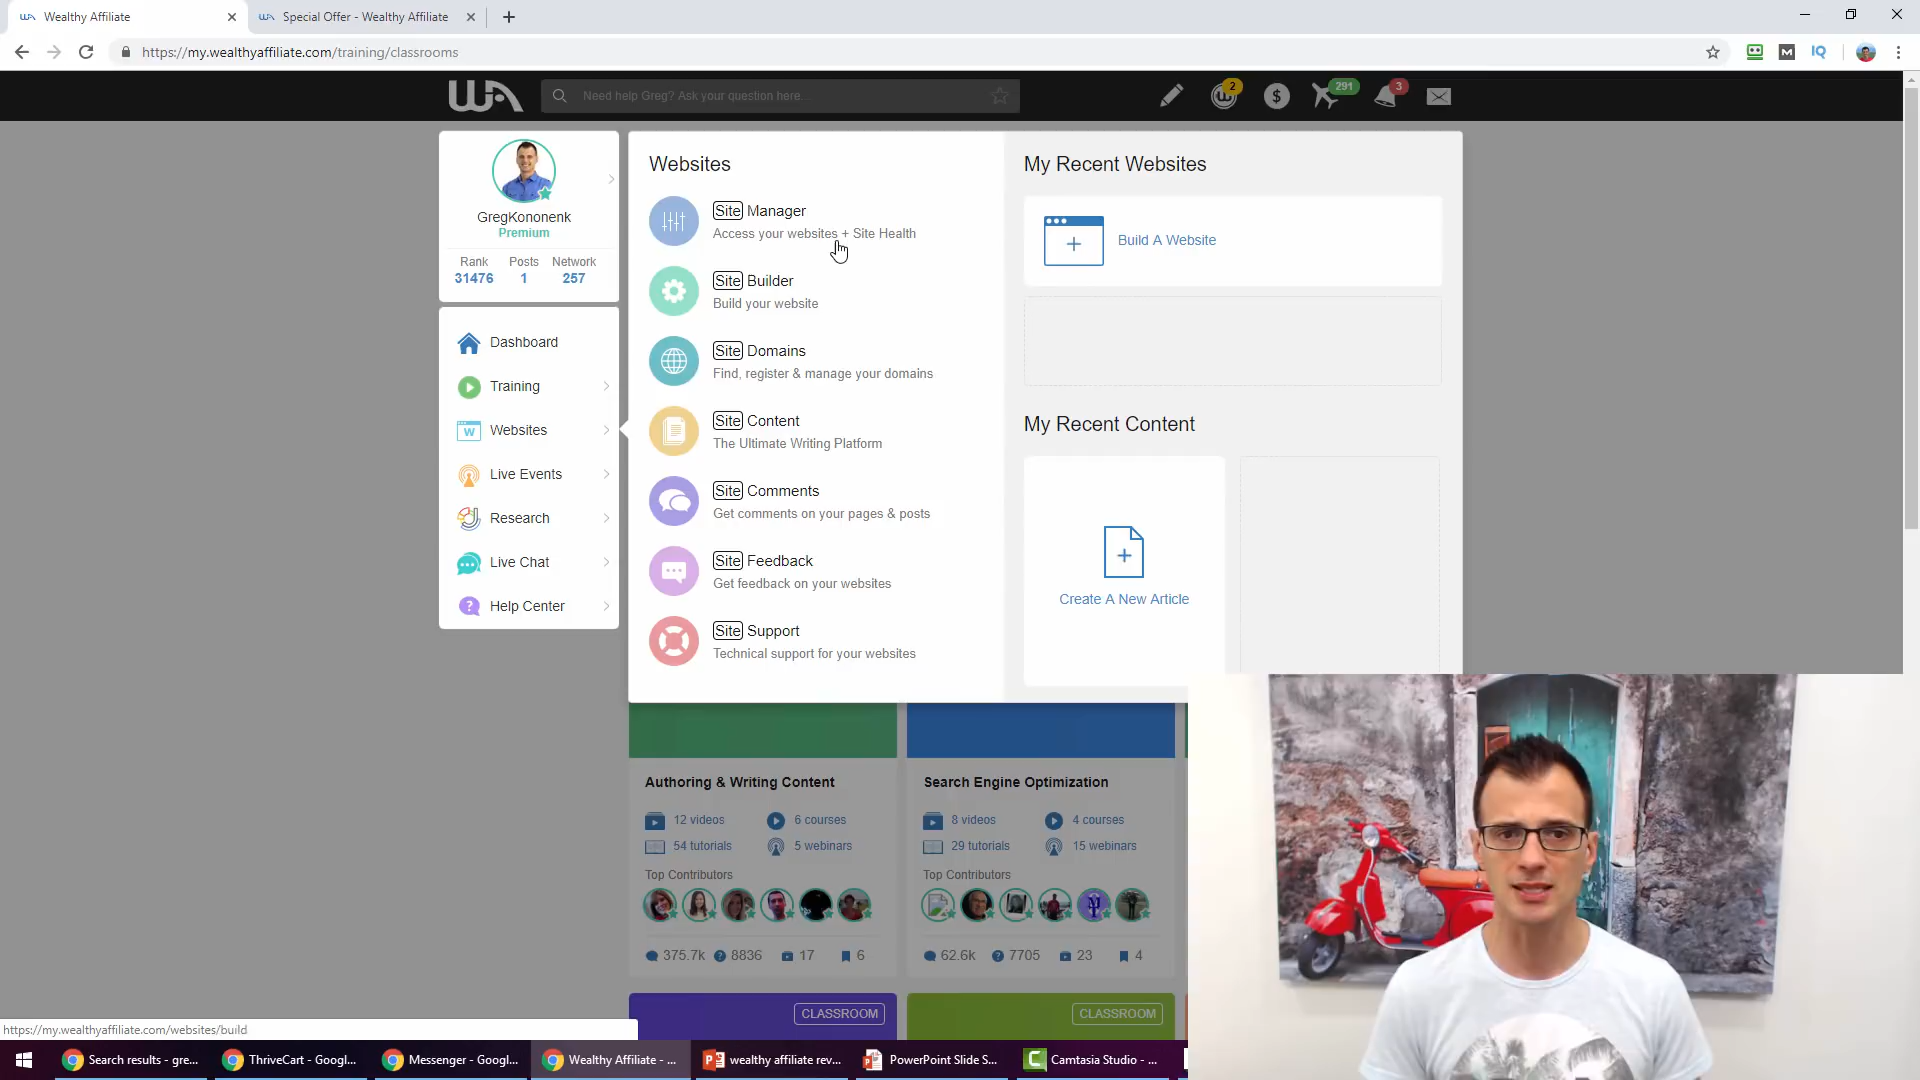 Wealthy Affiliate
Special Offer - Wealthy Affiliate
https://my.wealthyaffiliate.com/training/classrooms
M
IQ
WA
Need help Greg? Ask your question here...
2
$
291
3
GregKononenk
Premium
Rank
Posts
Network
31476
1
257
Dashboard
Training
Websites
Live Events
Research
Live Chat
Help Center
Websites
Site Manager
Access your websites + Site Health
Site Builder
Build your website
Site Domains
Find, register & manage your domains
Site Content
The Ultimate Writing Platform
Site Comments
Get comments on your pages & posts
Site Feedback
Get feedback on your websites
Site Support
Technical support for your websites
My Recent Websites
Build A Website
My Recent Content
Create A New Article
Authoring & Writing Content
12 videos
6 courses
54 tutorials
5 webinars
Top Contributors
375.7k
8836
17
6
Search Engine Optimization
8 videos
4 courses
29 tutorials
15 webinars
Top Contributors
62.6k
7705
23
4
CLASSROOM
CLASSROOM
https://my.wealthyaffiliate.com/websites/build
Search results - gre...
ThriveCart - Googl...
Messenger - Googl...
Wealthy Affiliate - ...
wealthy affiliate rev...
PowerPoint Slide S...
Camtasia Studio - ...